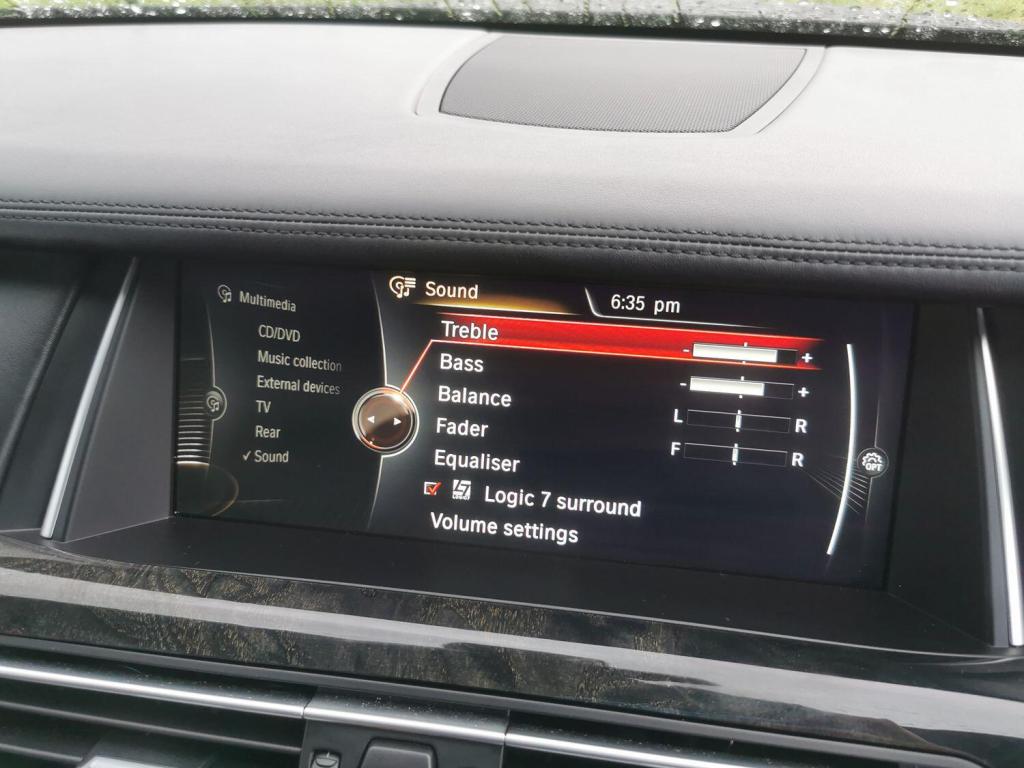 Multimedia
CD/DVD
Music collection
External devices
TV
Rear
✓ Sound
Sound
6:35 pm
Treble - +
Bass - +
Balance L R
Fader F R
Equaliser
Logic 7 surround
Volume settings
OPT